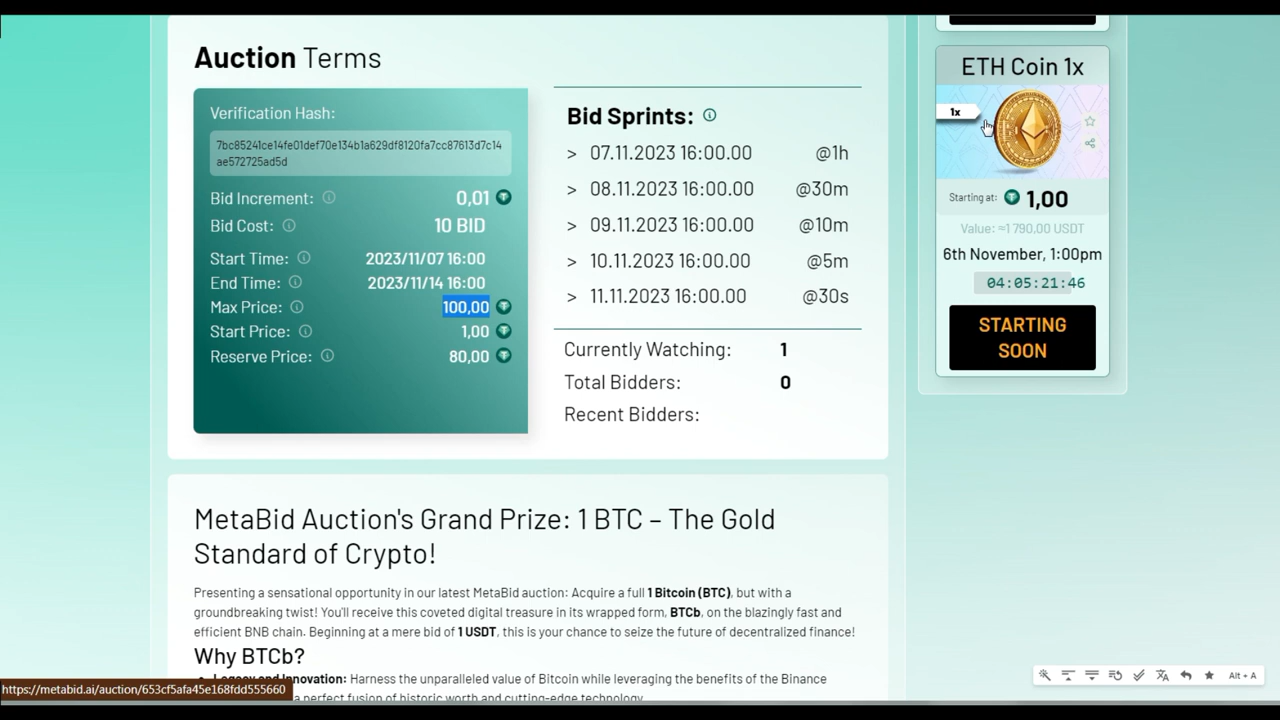 Auction Terms
Verification Hash:
7bc85241ce14fe01def70e134b1a629df8120fa7cc87613d7c14
ae572725ad5d
Bid Increment: 0,01
Bid Cost: 10 BID
Start Time: 2023/11/07 16:00
End Time: 2023/11/14 16:00
Max Price: 100,00
Start Price: 1,00
Reserve Price: 80,00
Bid Sprints:
> 07.11.2023 16:00.00 @1h
> 08.11.2023 16:00.00 @30m
> 09.11.2023 16:00.00 @10m
> 10.11.2023 16:00.00 @5m
> 11.11.2023 16:00.00 @30s
Currently Watching: 1
Total Bidders: 0
Recent Bidders:
ETH Coin 1x
1x
Starting at: 1,00
Value: ≈1 790,00 USDT
6th November, 1:00pm
04:05:21:46
STARTING
SOON
MetaBid Auction's Grand Prize: 1 BTC – The Gold
Standard of Crypto!
Presenting a sensational opportunity in our latest MetaBid auction: Acquire a full 1 Bitcoin (BTC), but with a
groundbreaking twist! You'll receive this coveted digital treasure in its wrapped form, BTCb, on the blazingly fast and
efficient BNB chain. Beginning at a mere bid of 1 USDT, this is your chance to seize the future of decentralized finance!
Why BTCb?
Legacy and Innovation: Harness the unparalleled value of Bitcoin while leveraging the benefits of the Binance
a perfect fusion of historic worth and cutting-edge technology.
https://metabid.ai/auction/653cf5afa45e168fdd555660
Alt + A